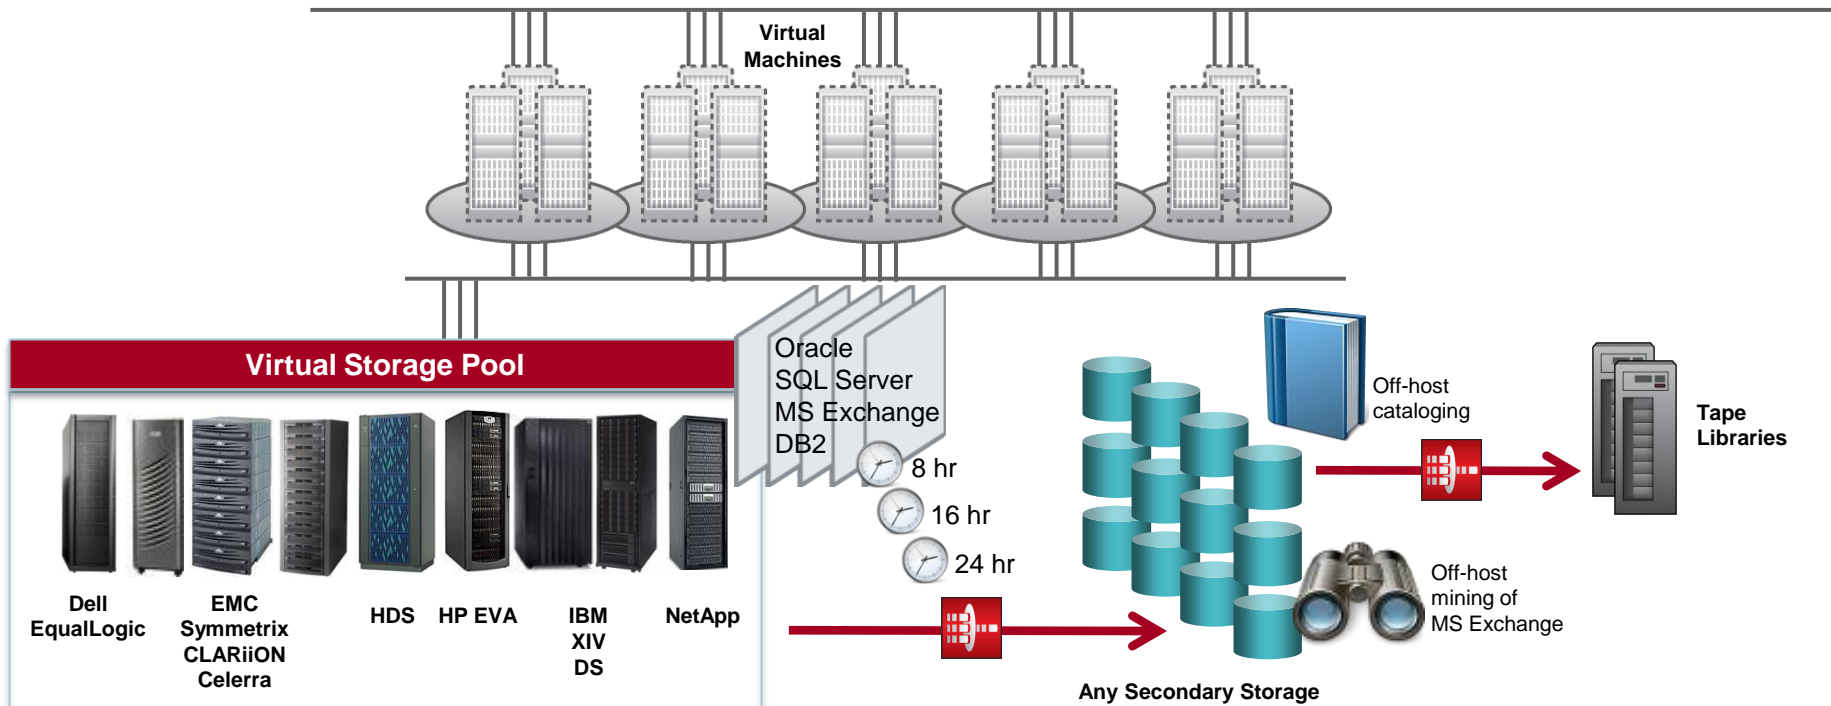 Virtual
Machines
Virtual Storage Pool
Oracle
SQL Server
MS Exchange
DB2
8 hr
16 hr
24 hr
Off-host
cataloging
Tape
Libraries
Dell
EqualLogic
EMC
Symmetrix
CLARiiON
Celerra
HDS
HP EVA
IBM
XIV
DS
NetApp
Off-host
mining of
MS Exchange
Any Secondary Storage